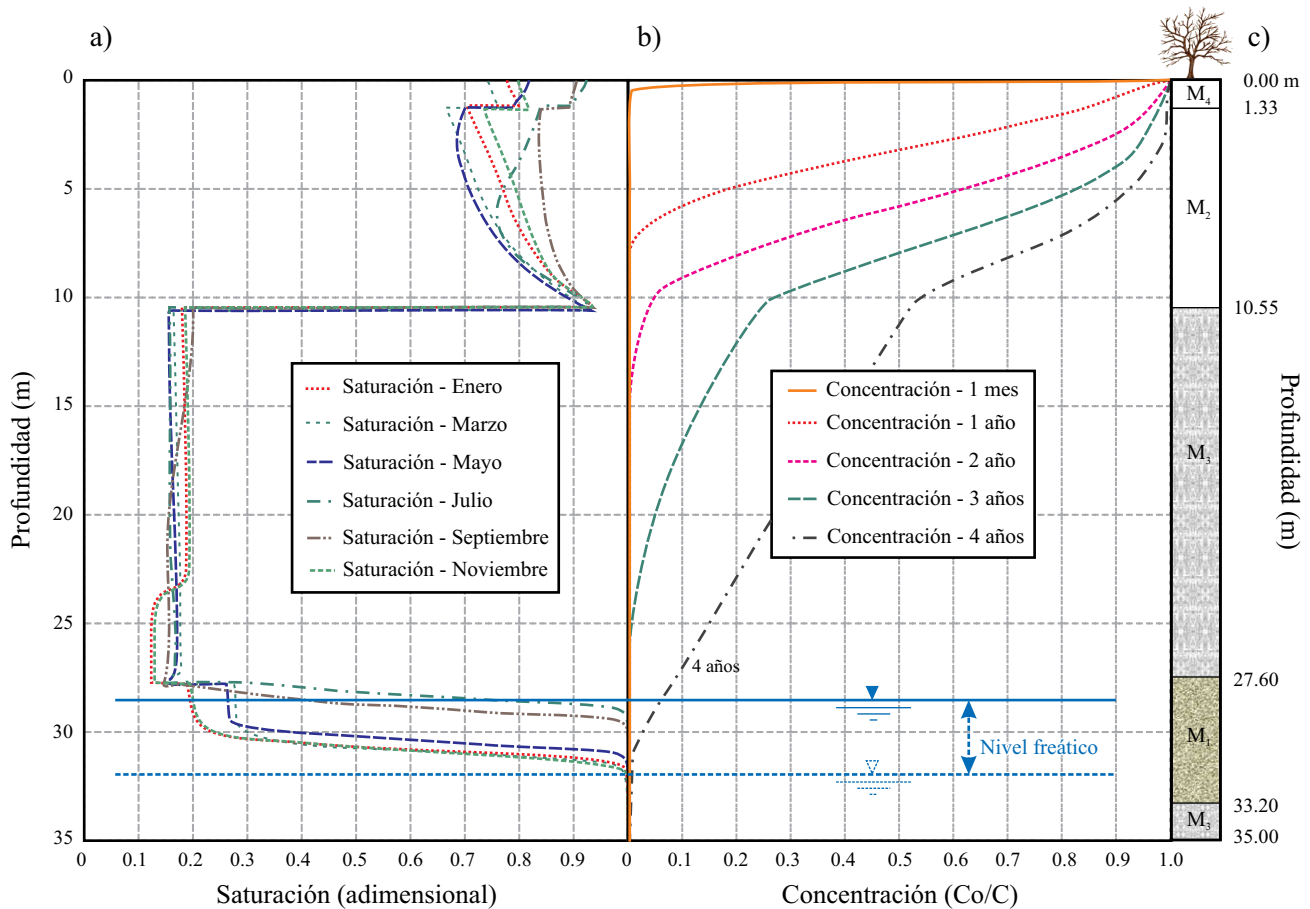 a)
b)
c)
0
5
10
15
20
25
30
35
Profundidad (m)
0
0.1
0.2
0.3
0.4
0.5
0.6
0.7
0.8
0.9
Saturación (adimensional)
Saturación - Enero
Saturación - Marzo
Saturación - Mayo
Saturación - Julio
Saturación - Septiembre
Saturación - Noviembre
Concentración - 1 mes
Concentración - 1 año
Concentración - 2 año
Concentración - 3 años
Concentración - 4 años
4 años
Nivel freático
0
0.1
0.2
0.3
0.4
0.5
0.6
0.7
0.8
0.9
1.0
Concentración (Co/C)
M4
M2
M3
M1
M3
0.00 m
1.33
10.55
27.60
33.20
35.00
Profundidad (m)